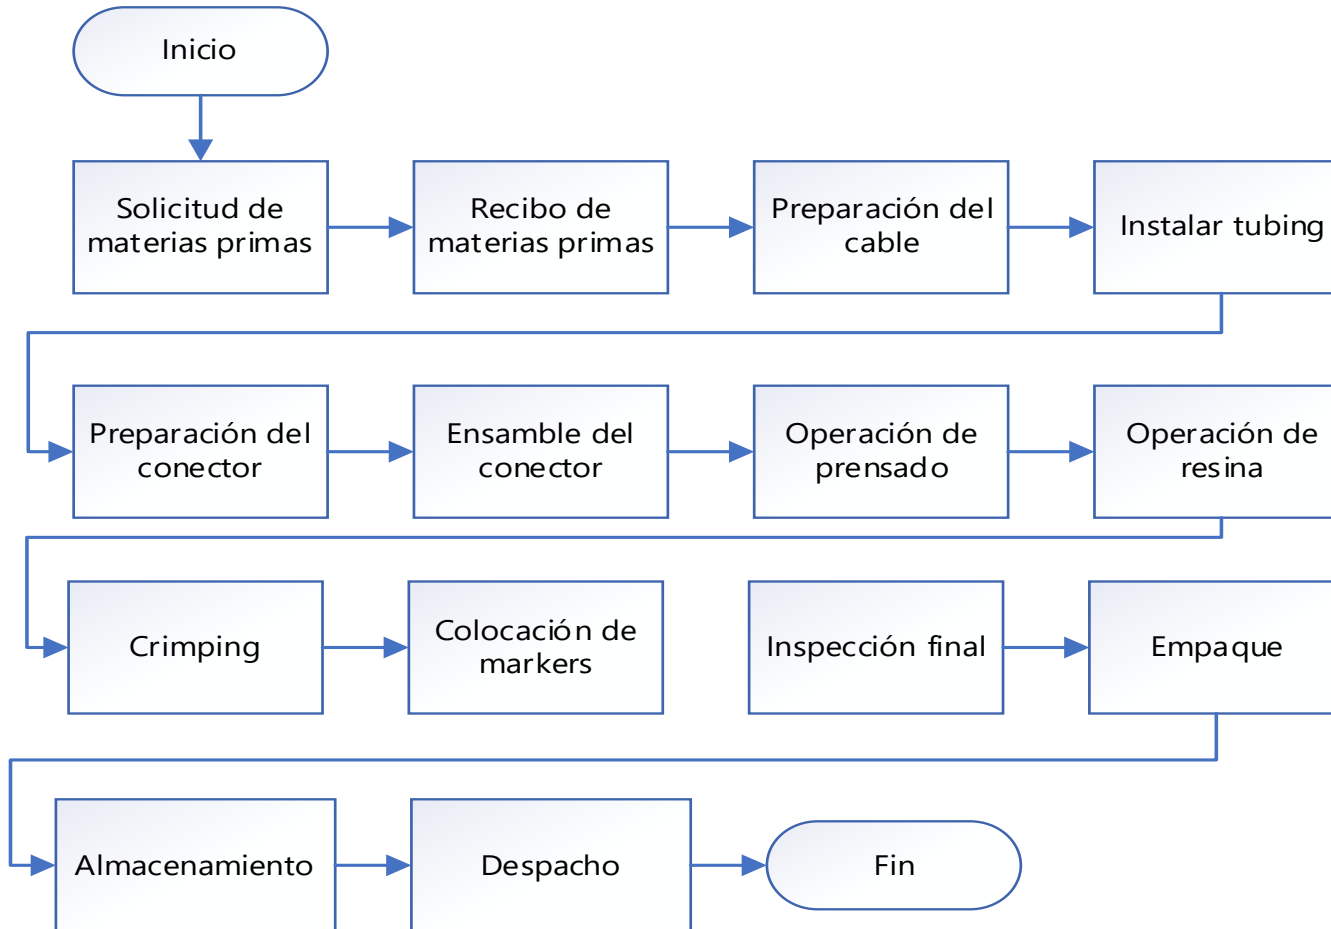 Inicio
Solicitud de
materias primas
Recibo de
materias primas
Preparación del
cable
Instalar tubing
Preparación del
conector
Ensamble del
conector
Operación de
prensado
Operación de
resina
Crimping
Colocación de
markers
Inspección final
Empaque
Almacenamiento
Despacho
Fin